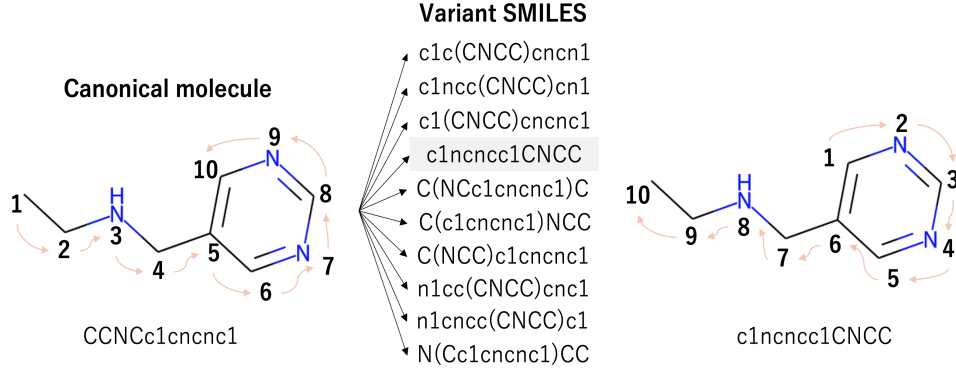 Canonical molecule
1
2
H
N
3
4
5
6
N
7
8
N
9
10
CCNCc1cncnc1
Variant SMILES
c1c(CNCC)cncn1
c1ncc(CNCC)cn1
c1(CNCC)cncnc1
c1ncncc1CNCC
C(NCc1cncnc1)C
C(c1cncnc1)NCC
C(NCC)c1cncnc1
n1cc(CNCC)cnc1
n1cncc(CNCC)c1
N(Cc1cncnc1)CC
1
2
N
3
N
4
5
6
7
H
N
8
9
10
c1ncncc1CNCC